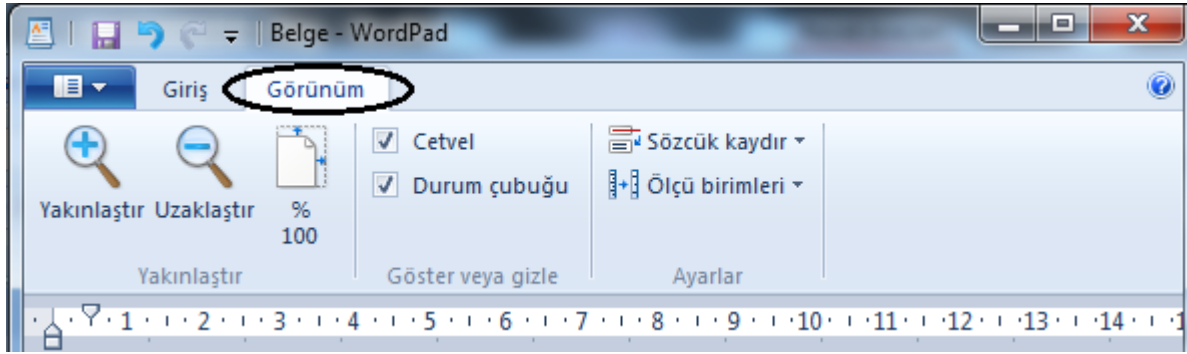 Belge - WordPad
Giriş Görünüm
Cetvel Sözcük kaydır
Durum çubuğu Ölçü birimleri
Yakınlaştır Uzaklaştır %
100
Yakınlaştır Göster veya gizle Ayarlar
1 2 3 4 5 6 7 8 9 10 11 12 13 14